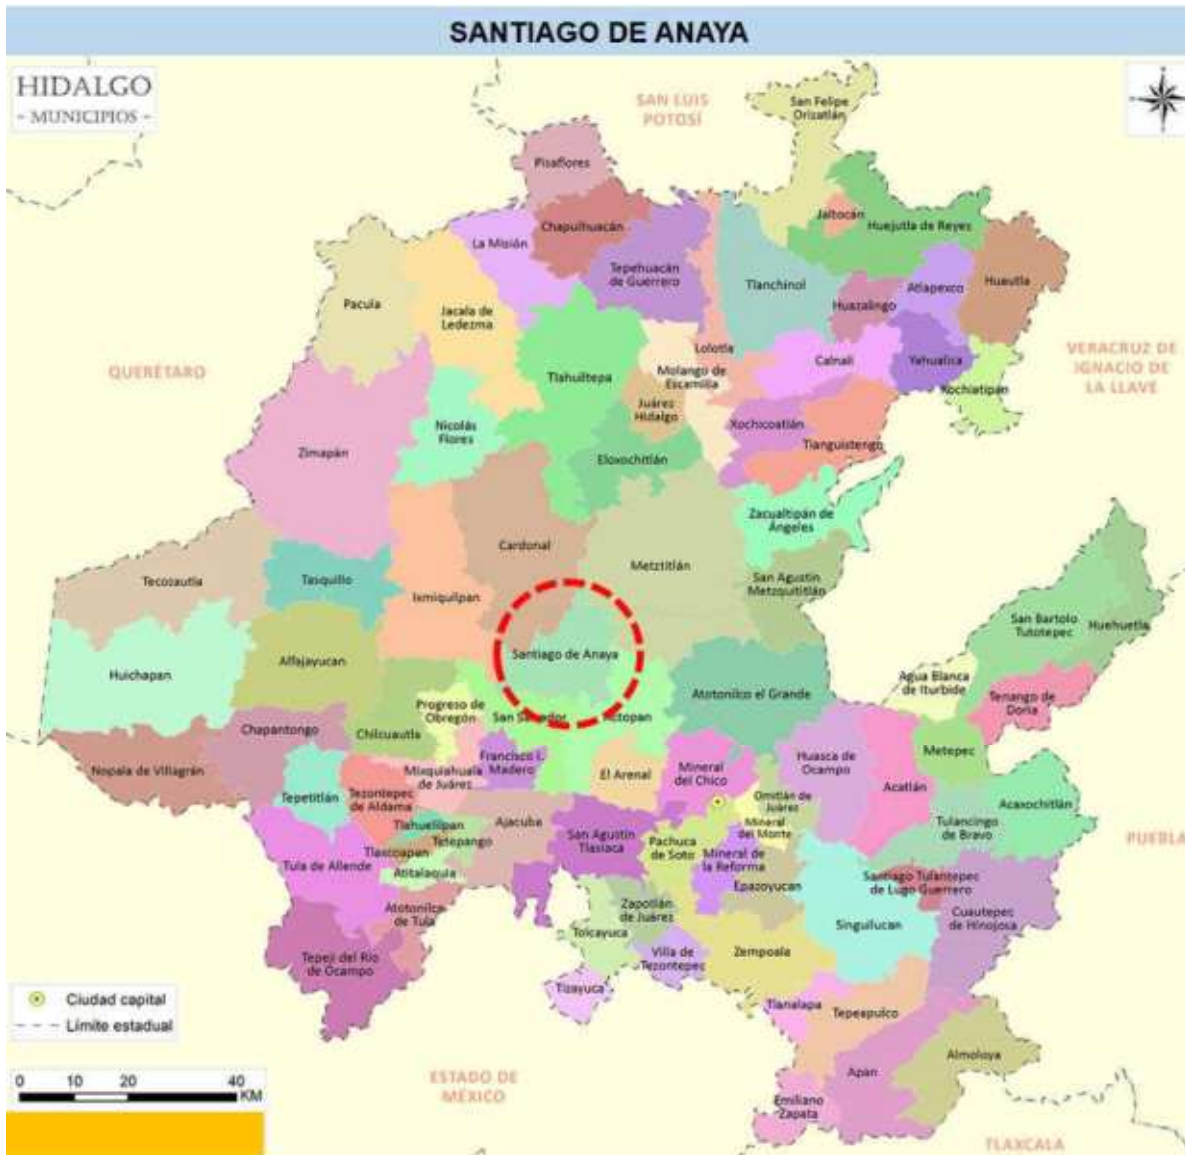 SANTIAGO DE ANAYA
HIDALGO
- MUNICIPIOS -
SAN LUIS
POTOSÍ
San Felipe
Orizatlán
Pisaflores
Jaltocán
Huejutla de Reyes
Chapulhuacán
La Misión
Tepehuacán
de Guerrero
Tlanchinol
Huautla
Atlapexco
Huazalingo
Pacula
Jacala de
Ledezma
Lolotla
Calnali
Yahualica
VERACRUZ DE
IGNACIO DE
LA LLAVE
QUERÉTARO
Molango de
Escamilla
Tlahuiltepa
Xochiatipan
Juárez
Hidalgo
Nicolás
Flores
Xochicoatlán
Tianguistengo
Zimapán
Eloxochitlán
Zacualtipán de
Ángeles
Cardonal
Metztitlán
Tecozautla
Tasquillo
San Agustín
Metzquititlán
Ixmiquilpan
San Bartolo
Tutotepec
Huehuetla
Santiago de Anaya
Alfajayucan
Huichapan
Agua Blanca
de Iturbide
Atotonilco el Grande
Tenango de
Doria
Progreso de
Obregón
San Salvador
Actopan
Chapantongo
Chilcuautla
Metepec
Francisco I.
Madero
Mineral
del Chico
Huasca de
Ocampo
Nopala de Villagrán
Mixquiahuala
de Juárez
El Arenal
Acatlán
Tepetitlán
Tezontepec
de Aldama
Omitlán de
Juárez
Acaxochitlán
Tlahuelilpan
Ajacuba
Mineral
del Monte
Tulancingo
de Bravo
San Agustín
Tlaxiaca
Pachuca
de Soto
PUEBLA
Tetepango
Tlaxcoapan
Mineral de
la Reforma
Tula de Allende
Atitalaquia
Epazoyucan
Santiago Tulantepec
de Lugo Guerrero
Zapotlán
de Juárez
Atotonilco
de Tula
Cuautepec
de Hinojosa
Singuilucan
Tolcayuca
Villa de
Tezontepec
Zempoala
Tepeji del Río
de Ocampo
Tizayuca
Ciudad capital
Límite estadual
Tlanalapa
Tepeapulco
Almoloya
Apan
ESTADO DE
MÉXICO
0 10 20 40
KM
Emiliano
Zapata
TLAXCALA